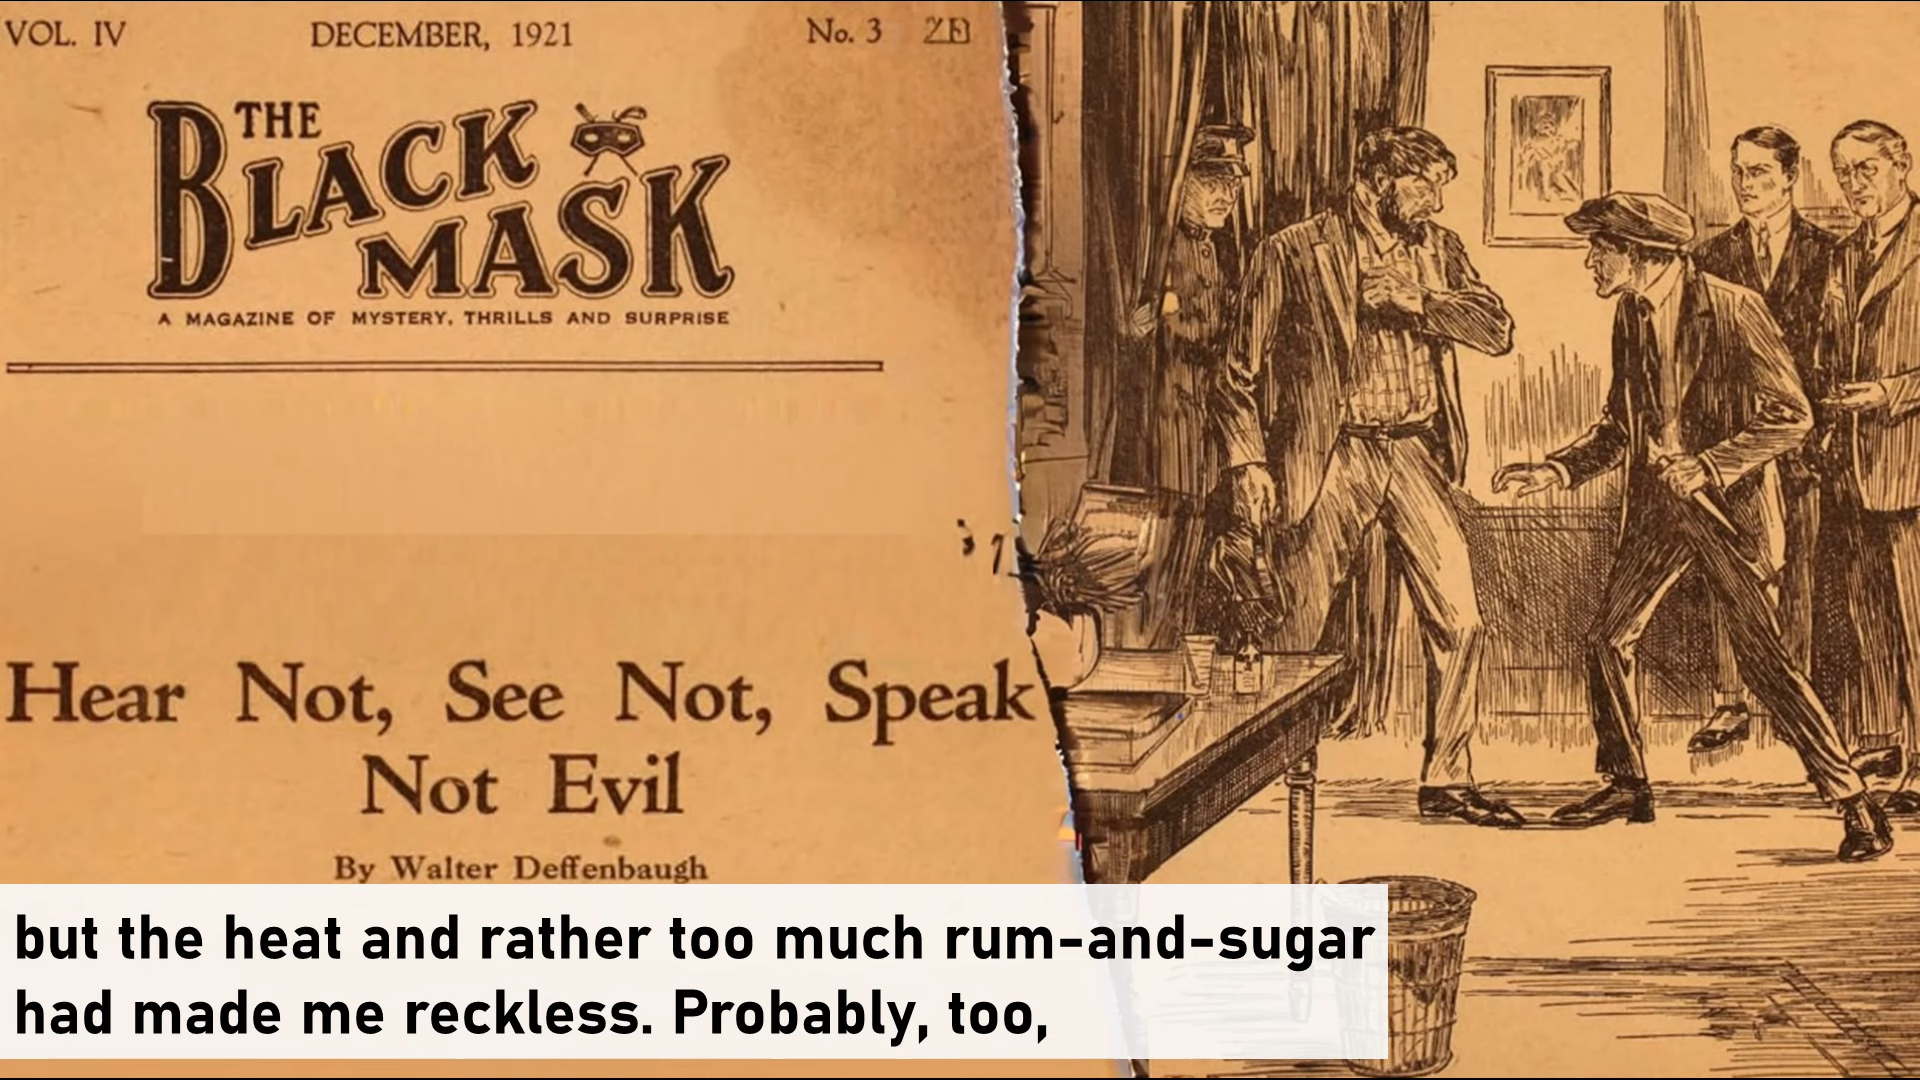 VOL. IV DECEMBER, 1921 No. 3
THE
BLACK
MASK
A MAGAZINE OF MYSTERY, THRILLS AND SURPRISE
Hear Not, See Not, Speak
Not Evil
By Walter Deffenbaugh
but the heat and rather too much rum-and-sugar
had made me reckless. Probably, too,